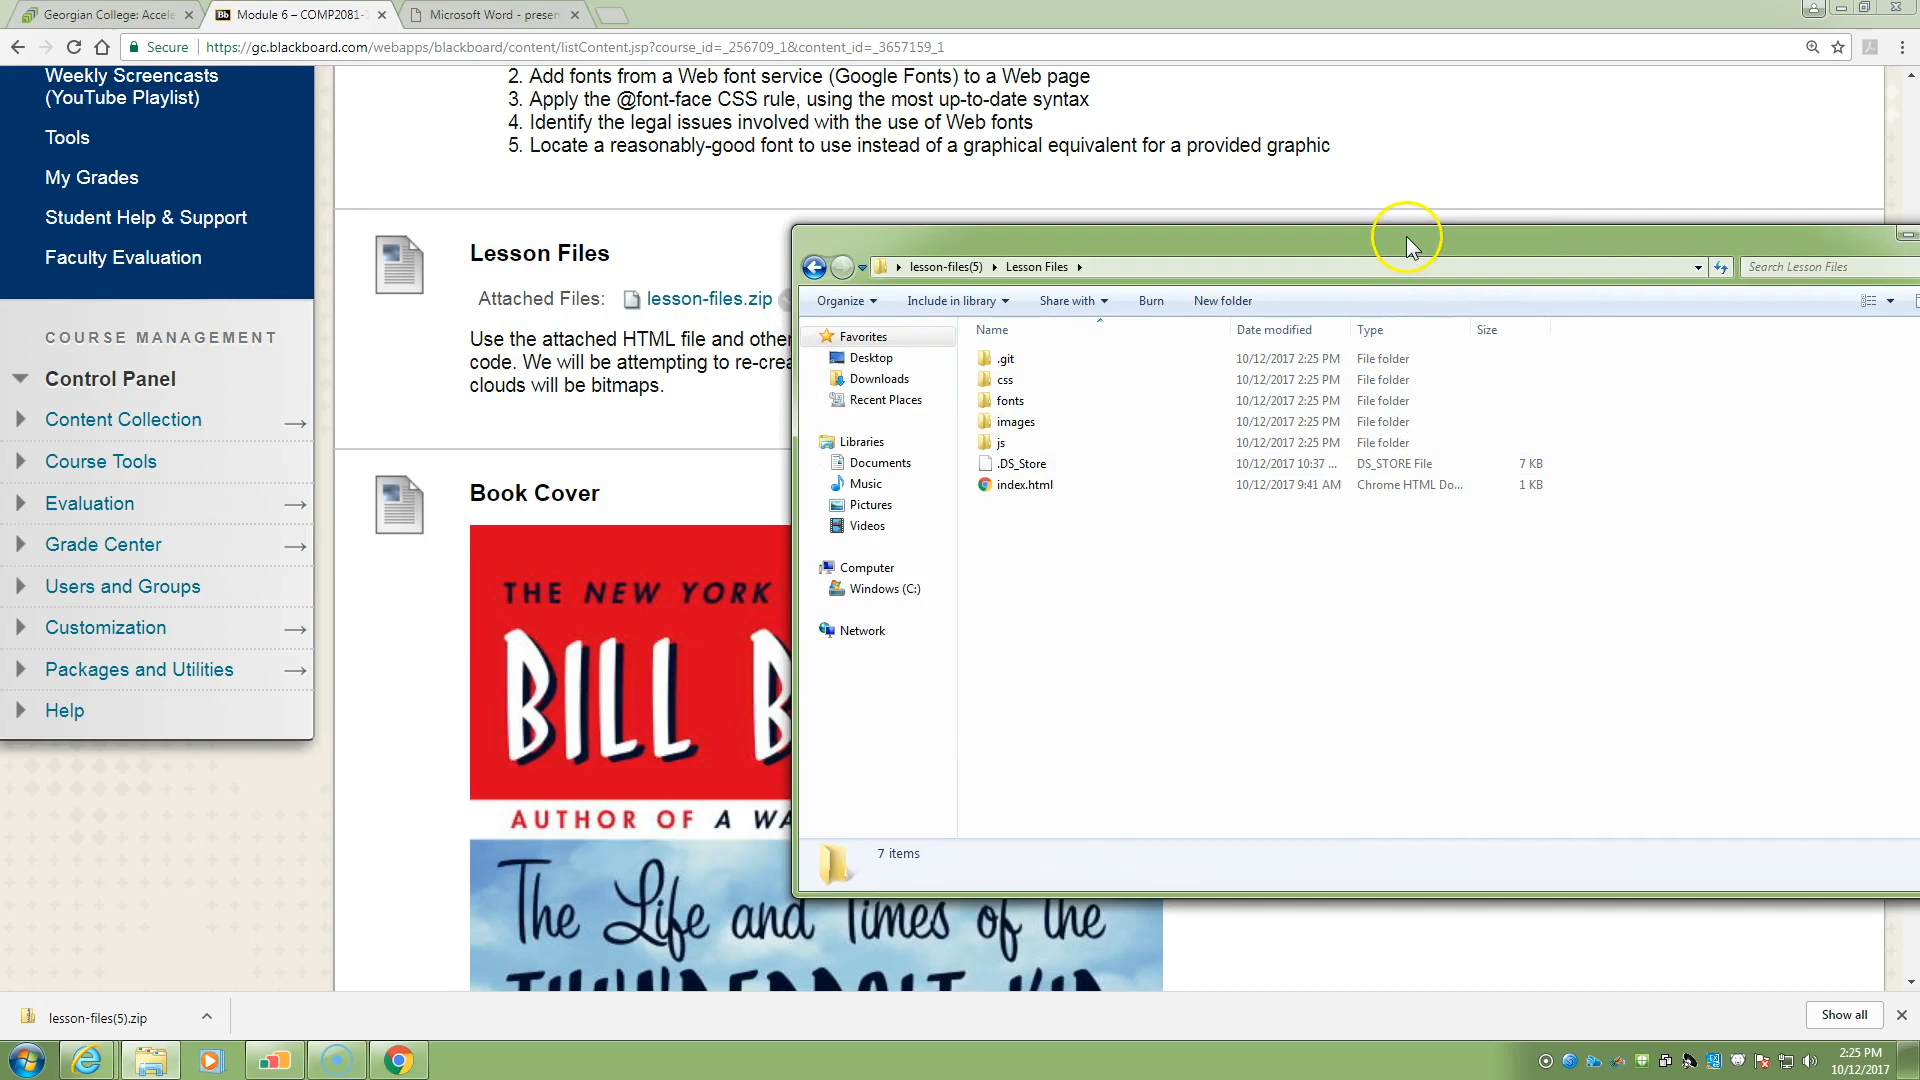 Georgian College: Accele
Module 6 – COMP2081-
Microsoft Word - presen
Secure
https://gc.blackboard.com/webapps/blackboard/content/listContent.jsp?course_id=_256709_1&content_id=_3657159_1
Weekly Screencasts
(YouTube Playlist)
Tools
My Grades
Student Help & Support
Faculty Evaluation
COURSE MANAGEMENT
Control Panel
Content Collection
Course Tools
Evaluation
Grade Center
Users and Groups
Customization
Packages and Utilities
Help
2. Add fonts from a Web font service (Google Fonts) to a Web page
3. Apply the @font-face CSS rule, using the most up-to-date syntax
4. Identify the legal issues involved with the use of Web fonts
5. Locate a reasonably-good font to use instead of a graphical equivalent for a provided graphic
Lesson Files
Attached Files: lesson-files.zip
Use the attached HTML file and other
code. We will be attempting to re-crea
clouds will be bitmaps.
Book Cover
THE NEW YORK
BILL B
AUTHOR OF A WA
The Life and Times of the
THUNDERBOLT KID
lesson-files(5) Lesson Files
Search Lesson Files
Organize Include in library Share with Burn New folder
Favorites
Desktop
Downloads
Recent Places
Libraries
Documents
Music
Pictures
Videos
Computer
Windows (C:)
Network
Name Date modified Type Size
.git 10/12/2017 2:25 PM File folder
css 10/12/2017 2:25 PM File folder
fonts 10/12/2017 2:25 PM File folder
images 10/12/2017 2:25 PM File folder
js 10/12/2017 2:25 PM File folder
.DS_Store 10/12/2017 10:37 ... DS_STORE File 7 KB
index.html 10/12/2017 9:41 AM Chrome HTML Do... 1 KB
7 items
lesson-files(5).zip
Show all
2:25 PM
10/12/2017